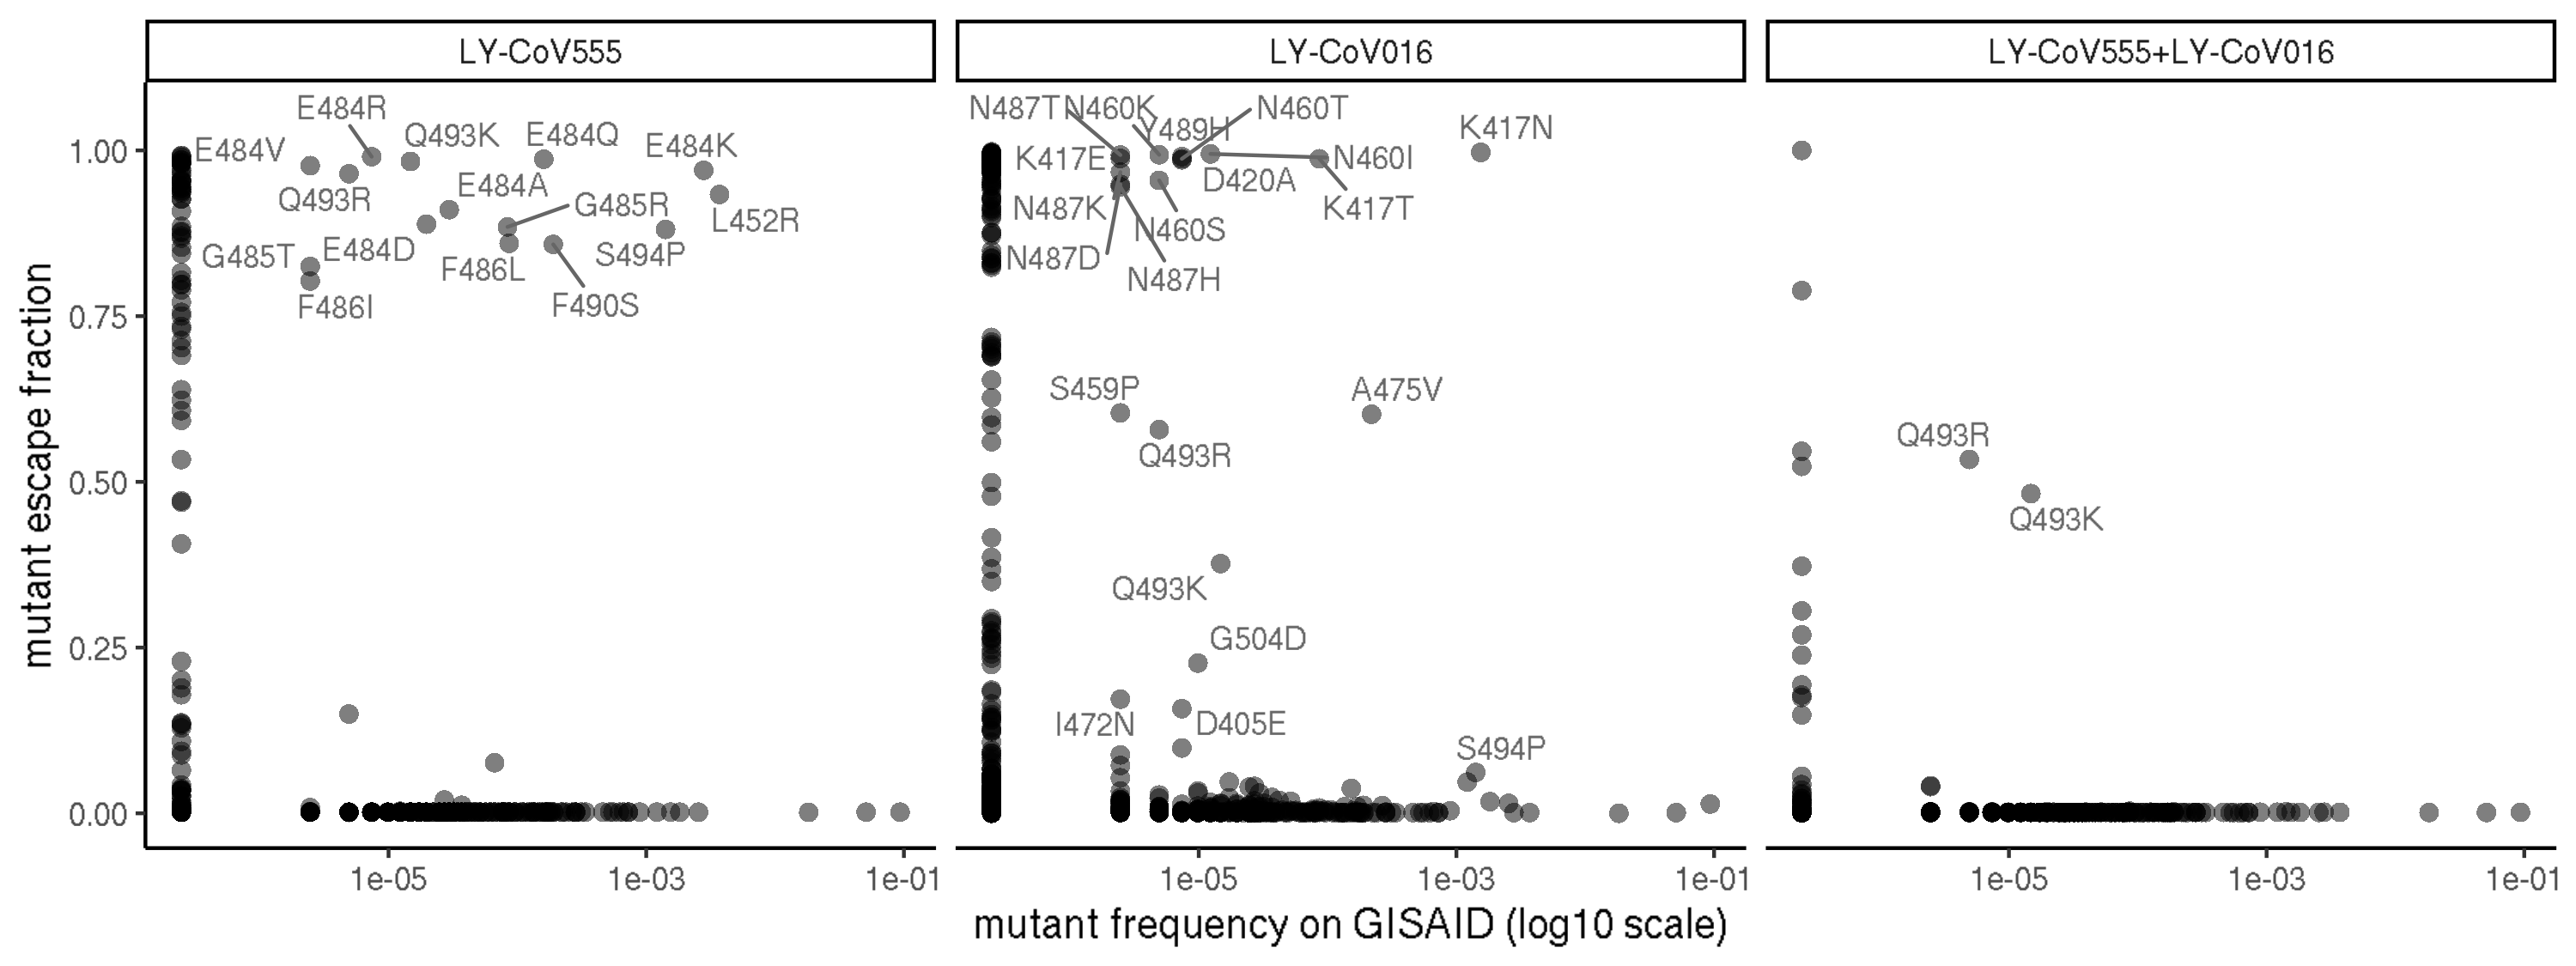 LY-CoV555
LY-CoV016
LY-CoV555+LY-CoV016
mutant escape fraction
1.00
0.75
0.50
0.25
0.00
E484R
E484V
Q493K
E484Q
E484K
Q493R
E484A
G485R
L452R
G485T
E484D
F486L
S494P
F486I
F490S
1e-05
1e-03
1e-01
N487T
N460K
Y489H
N460T
K417N
K417E
D420A
N460I
K417T
N487K
N460S
N487D
N487H
S459P
A475V
Q493R
Q493K
G504D
I472N
D405E
S494P
1e-05
1e-03
1e-01
Q493R
Q493K
1e-05
1e-03
1e-01
mutant frequency on GISAID (log10 scale)